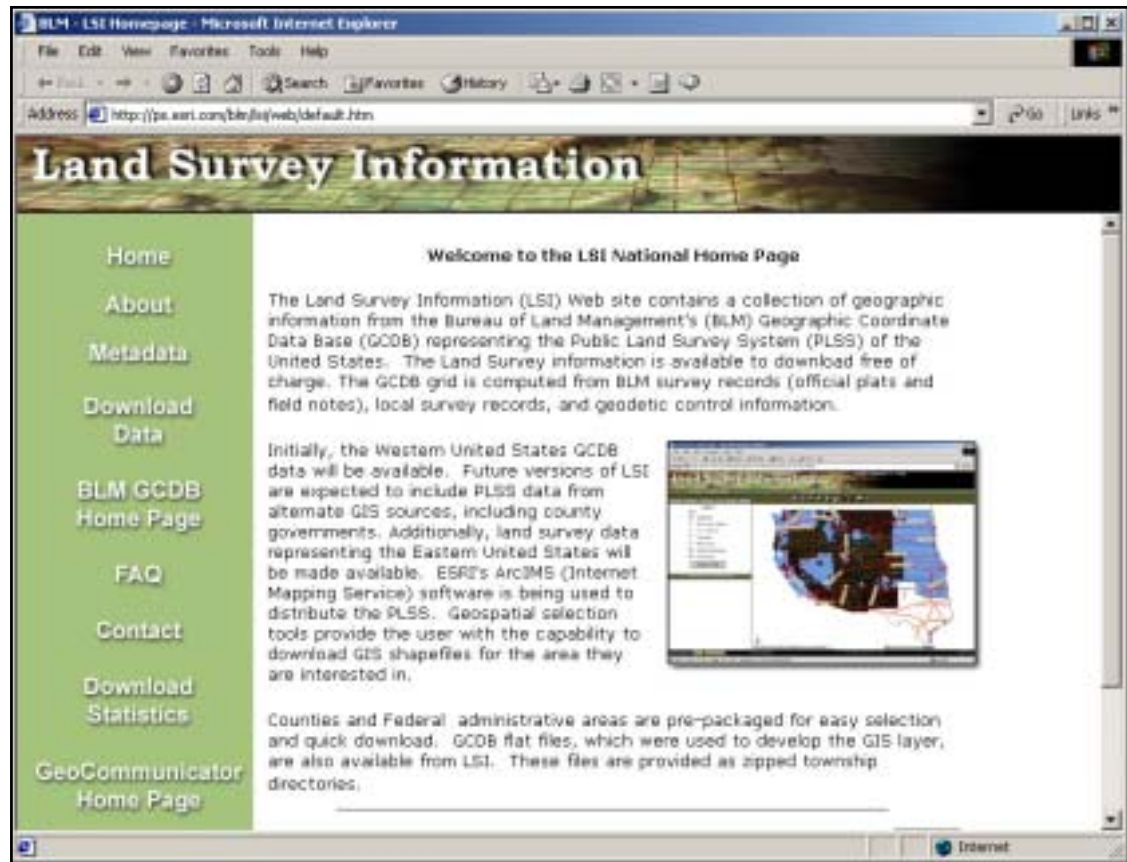 BLM - LSI Homepage - Microsoft Internet Explorer
File Edit View Favorites Tools Help
Back Search Favorites History
Address http://ps.esri.com/blm/lsi/web/default.htm Go Links »
Land Survey Information
Home
About
Metadata
Download
Data
BLM GCDB
Home Page
FAQ
Contact
Download
Statistics
GeoCommunicator
Home Page
Welcome to the LSI National Home Page
The Land Survey Information (LSI) Web site contains a collection of geographic
information from the Bureau of Land Management's (BLM) Geographic Coordinate
Data Base (GCDB) representing the Public Land Survey System (PLSS) of the
United States. The Land Survey information is available to download free of
charge. The GCDB grid is computed from BLM survey records (official plats and
field notes), local survey records, and geodetic control information.
Initially, the Western United States GCDB
data will be available. Future versions of LSI
are expected to include PLSS data from
alternate GIS sources, including county
governments. Additionally, land survey data
representing the Eastern United States will
be made available. ESRI's ArcIMS (Internet
Mapping Service) software is being used to
distribute the PLSS. Geospatial selection
tools provide the user with the capability to
download GIS shapefiles for the area they
are interested in.
Counties and Federal administrative areas are pre-packaged for easy selection
and quick download. GCDB flat files, which were used to develop the GIS layer,
are also available from LSI. These files are provided as zipped township
directories.
Internet